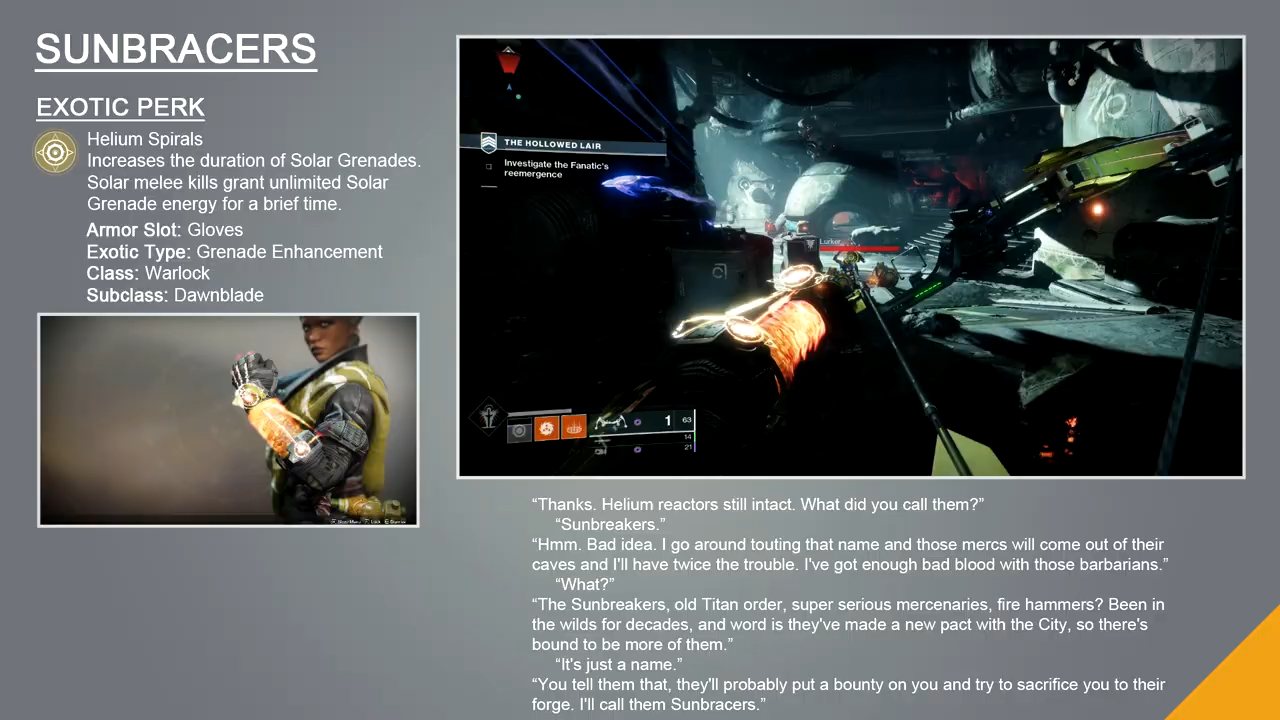 SUNBRACERS
EXOTIC PERK
Helium Spirals
Increases the duration of Solar Grenades.
Solar melee kills grant unlimited Solar
Grenade energy for a brief time.
Armor Slot: Gloves
Exotic Type: Grenade Enhancement
Class: Warlock
Subclass: Dawnblade
THE HOLLOWED LAIR
Investigate the Fanatic's
reemergence
Lurker
1 63
14
21
“Thanks. Helium reactors still intact. What did you call them?”
“Sunbreakers.”
“Hmm. Bad idea. I go around touting that name and those mercs will come out of their
caves and I'll have twice the trouble. I've got enough bad blood with those barbarians.”
“What?”
“The Sunbreakers, old Titan order, super serious mercenaries, fire hammers? Been in
the wilds for decades, and word is they've made a new pact with the City, so there's
bound to be more of them.”
“It's just a name.”
“You tell them that, they'll probably put a bounty on you and try to sacrifice you to their
forge. I'll call them Sunbracers.”